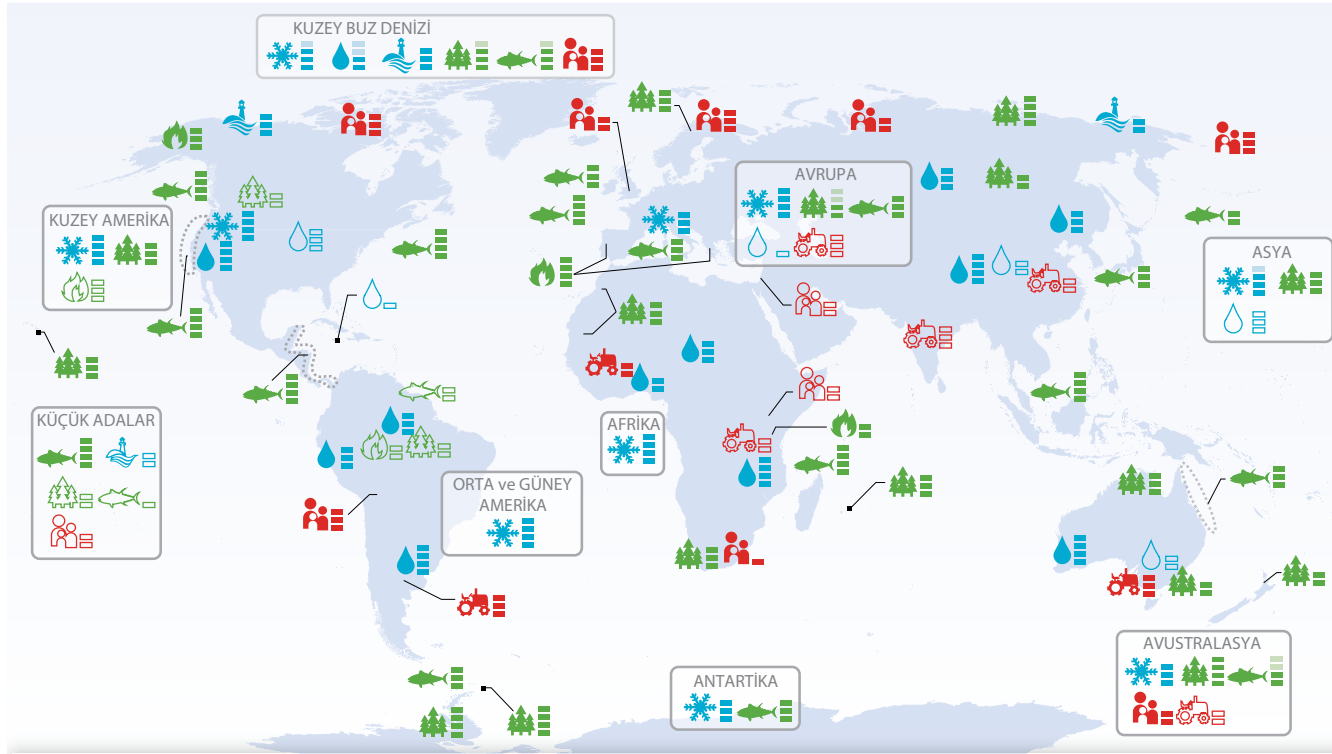 KUZEY BUZ DENİZİ
AVRUPA
KUZEY AMERİKA
ASYA
KÜÇÜK ADALAR
AFRİKA
ORTA ve GÜNEY
AMERİKA
AVUSTRALASYA
ANTARTİKA